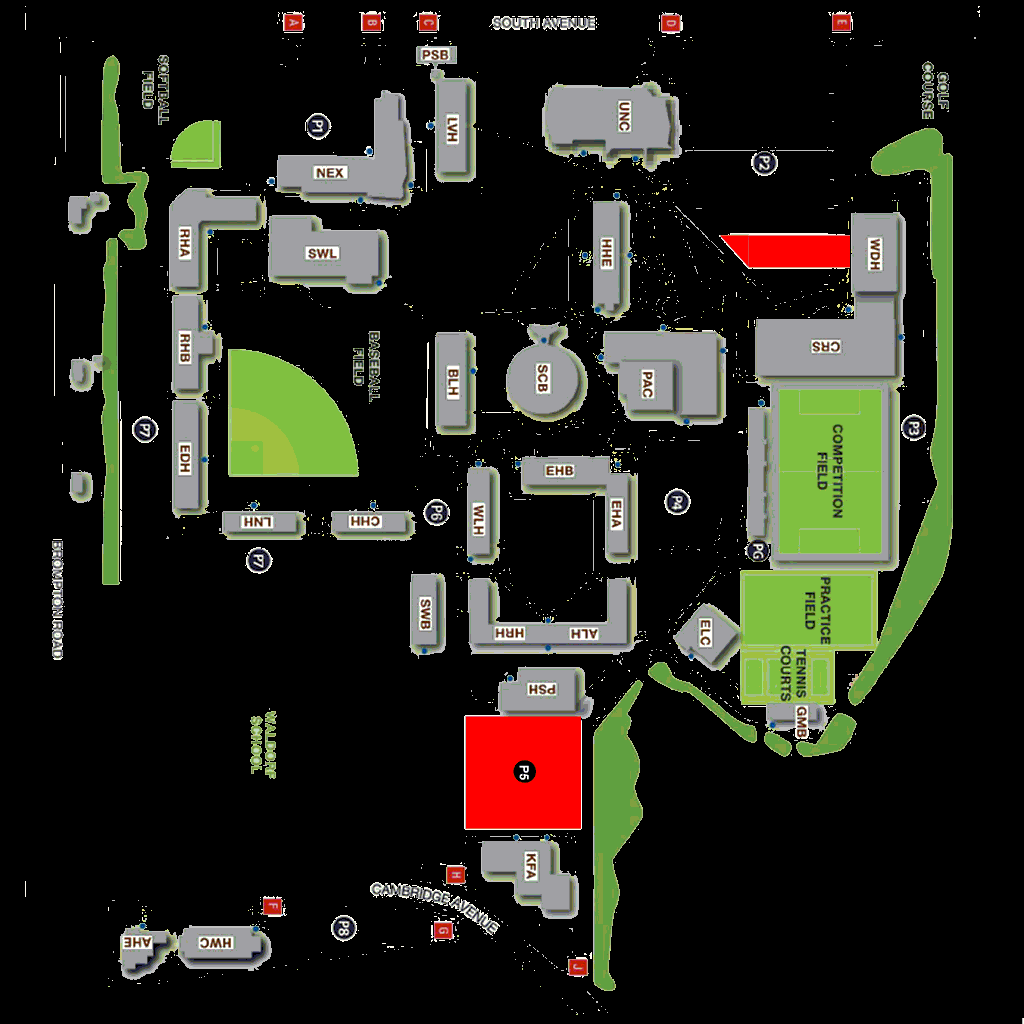 A
B
C
SOUTH AVENUE
D
E
PSB
SOFTBALL
FIELD
GOLF
COURSE
P1
LVH
UNC
P2
NEX
RHA
SWL
HHE
WDH
RHB
BASEBALL
FIELD
BLH
SCB
PAC
CRS
P7
EDH
P3
COMPETITION
FIELD
EHB
WLH
EHA
P4
P6
LNH
CHH
P7
PG
BROMPTON ROAD
SWB
HRH
ALH
ELC
PRACTICE
FIELD
TENNIS
COURTS
PSH
GMB
WALDORF
SCHOOL
P5
KFA
H
CAMBRIDGE AVENUE
F
P8
G
AHE
HWC
J